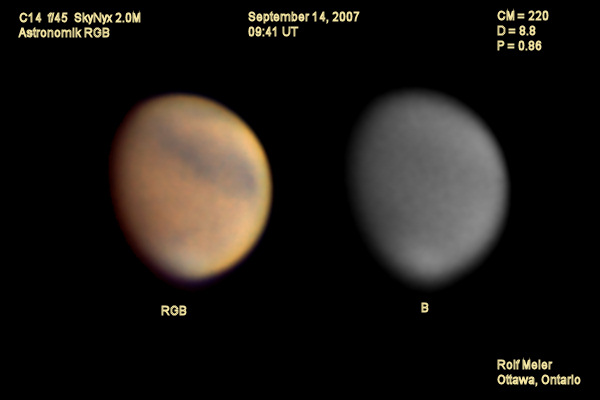 C14 f/45 SkyNyx 2.0M
Astronomik RGB
September 14, 2007
09:41 UT
CM = 220
D = 8.8
P = 0.86
RGB
B
Rolf Meier
Ottawa, Ontario